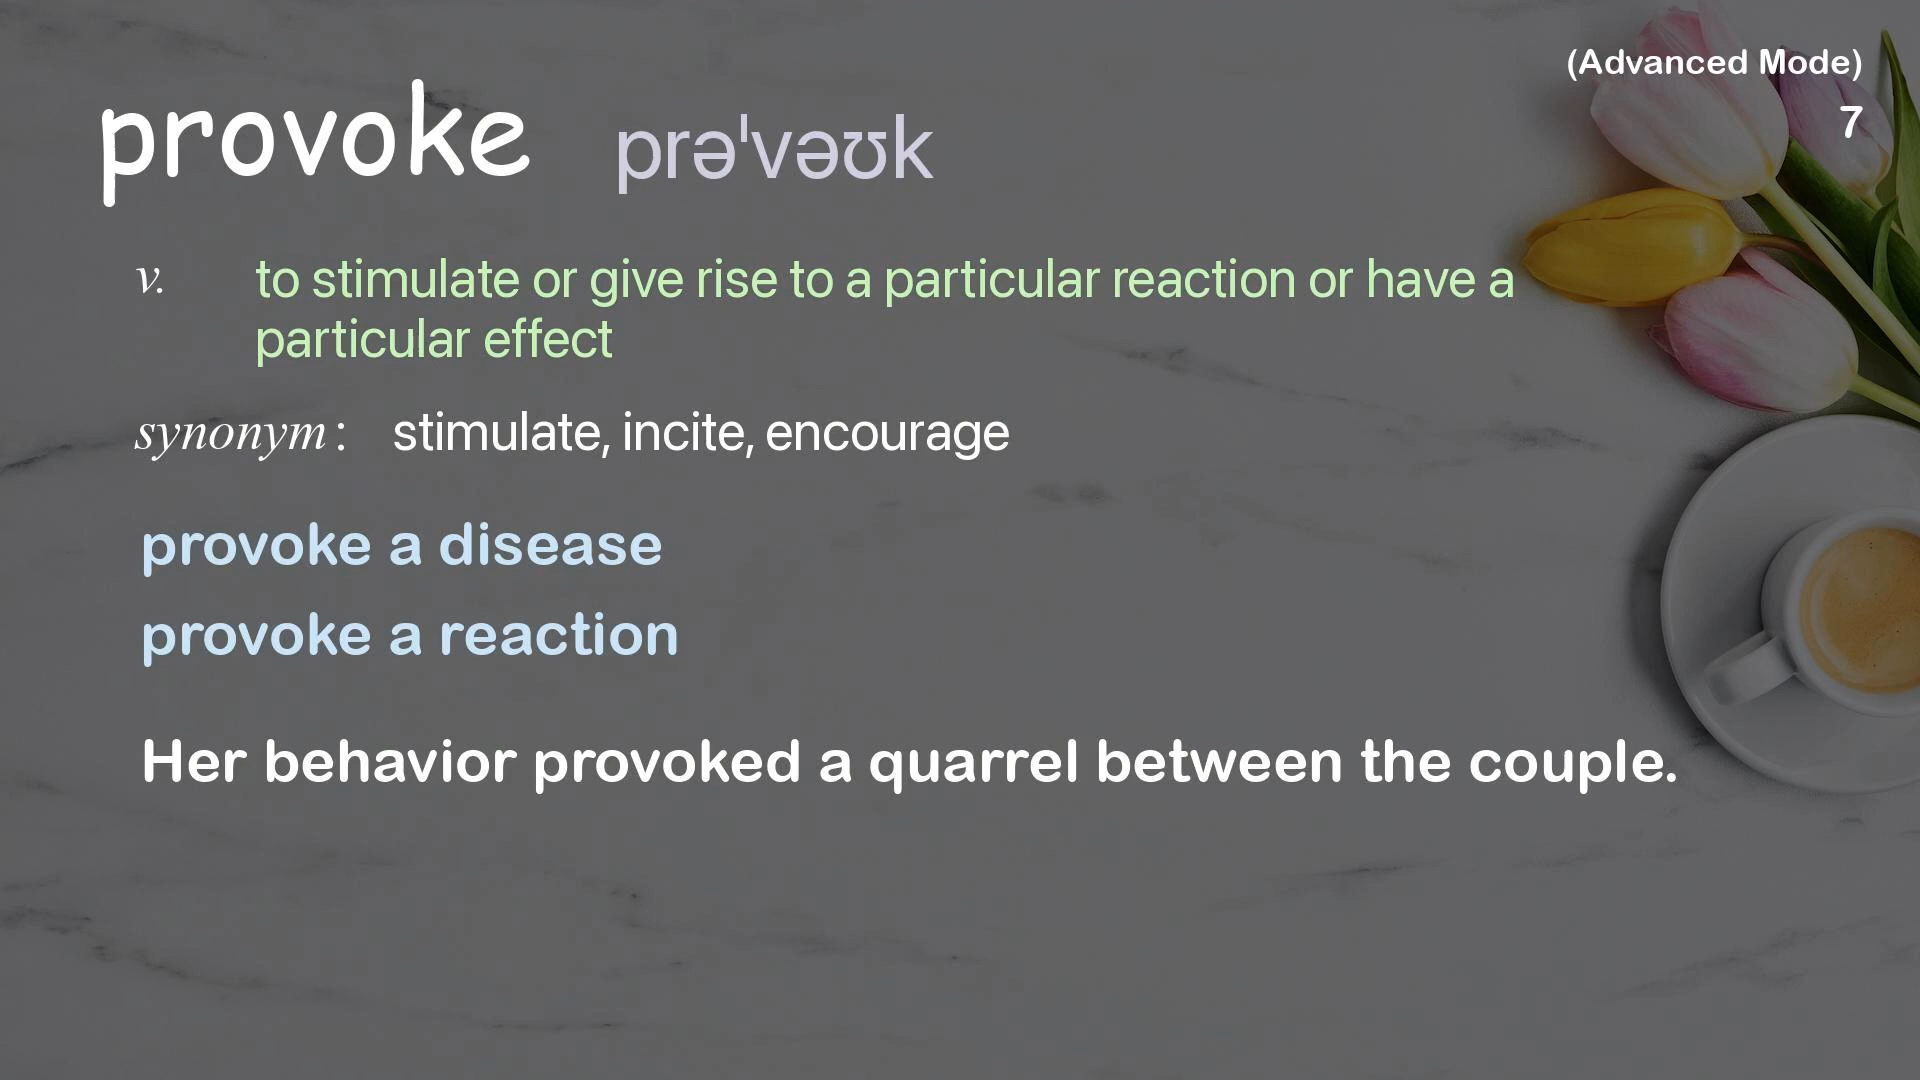 (Advanced Mode)
7
provoke prəˈvəʊk
v. to stimulate or give rise to a particular reaction or have a
particular effect
synonym: stimulate, incite, encourage
provoke a disease
provoke a reaction
Her behavior provoked a quarrel between the couple.